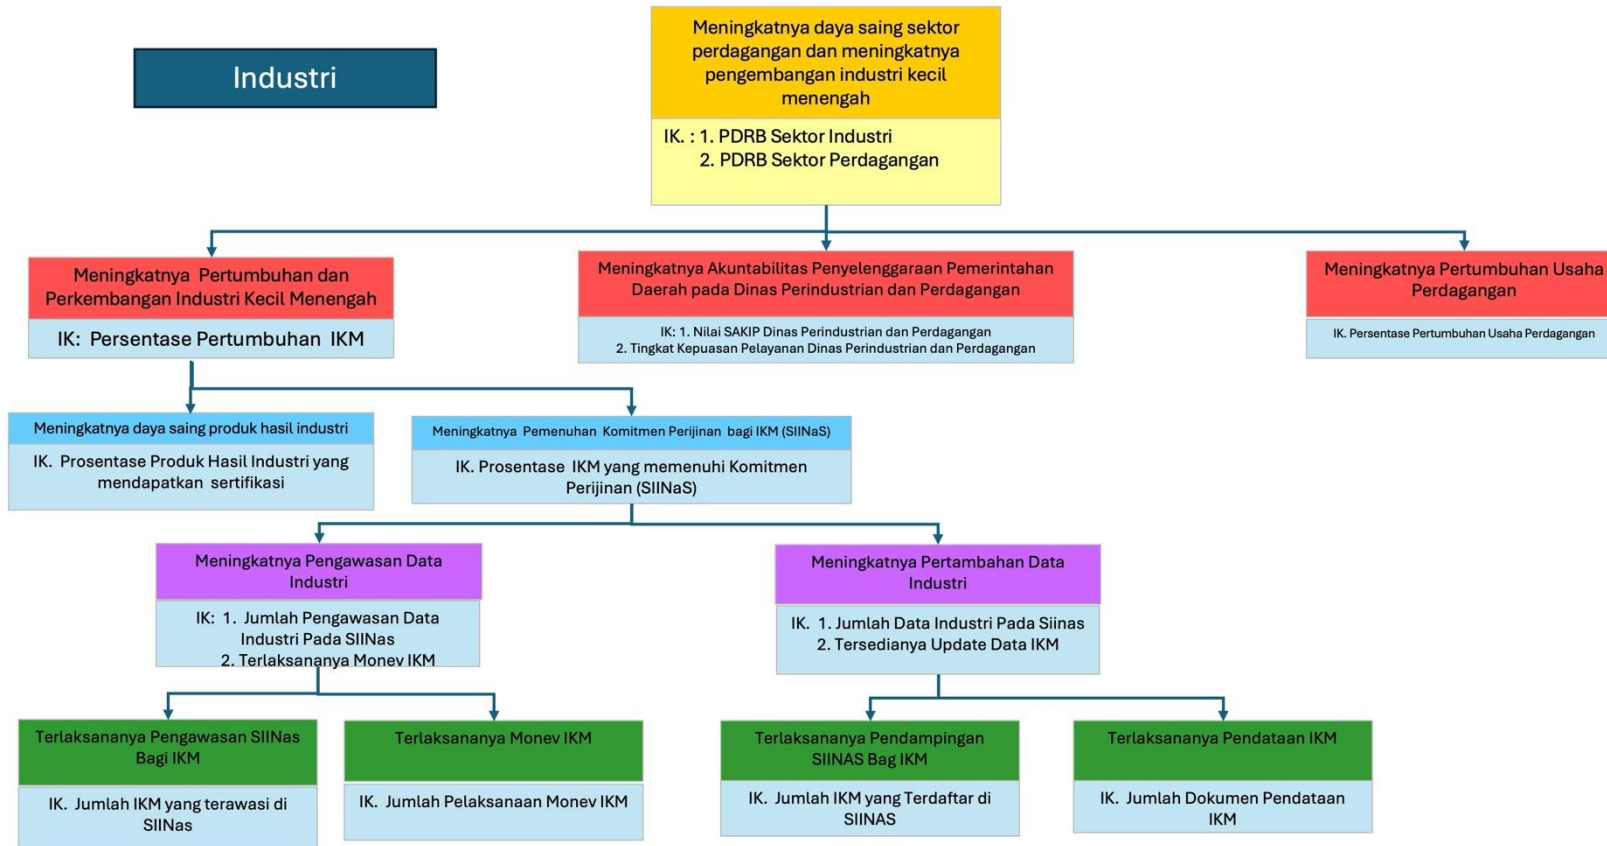 Industri
Meningkatnya daya saing sektor
perdagangan dan meningkatnya
pengembangan industri kecil
menengah
IK. : 1. PDRB Sektor Industri
2. PDRB Sektor Perdagangan
Meningkatnya Pertumbuhan dan
Perkembangan Industri Kecil Menengah
IK: Persentase Pertumbuhan IKM
Meningkatnya Akuntabilitas Penyelenggaraan Pemerintahan
Daerah pada Dinas Perindustrian dan Perdagangan
IK: 1. Nilai SAKIP Dinas Perindustrian dan Perdagangan
2. Tingkat Kepuasan Pelayanan Dinas Perindustrian dan Perdagangan
Meningkatnya Pertumbuhan Usaha
Perdagangan
IK. Persentase Pertumbuhan Usaha Perdagangan
Meningkatnya daya saing produk hasil industri
IK. Prosentase Produk Hasil Industri yang
mendapatkan sertifikasi
Meningkatnya Pemenuhan Komitmen Perijinan bagi IKM (SIINaS)
IK. Prosentase IKM yang memenuhi Komitmen
Perijinan (SIINaS)
Meningkatnya Pengawasan Data
Industri
IK: 1. Jumlah Pengawasan Data
Industri Pada SIINas
2. Terlaksananya Monev IKM
Meningkatnya Pertambahan Data
Industri
IK. 1. Jumlah Data Industri Pada Siinas
2. Tersedianya Update Data IKM
Terlaksananya Pengawasan SIINas
Bagi IKM
IK. Jumlah IKM yang terawasi di
SIINas
Terlaksananya Monev IKM
IK. Jumlah Pelaksanaan Monev IKM
Terlaksananya Pendampingan
SIINAS Bag IKM
IK. Jumlah IKM yang Terdaftar di
SIINAS
Terlaksananya Pendataan IKM
IK. Jumlah Dokumen Pendataan
IKM